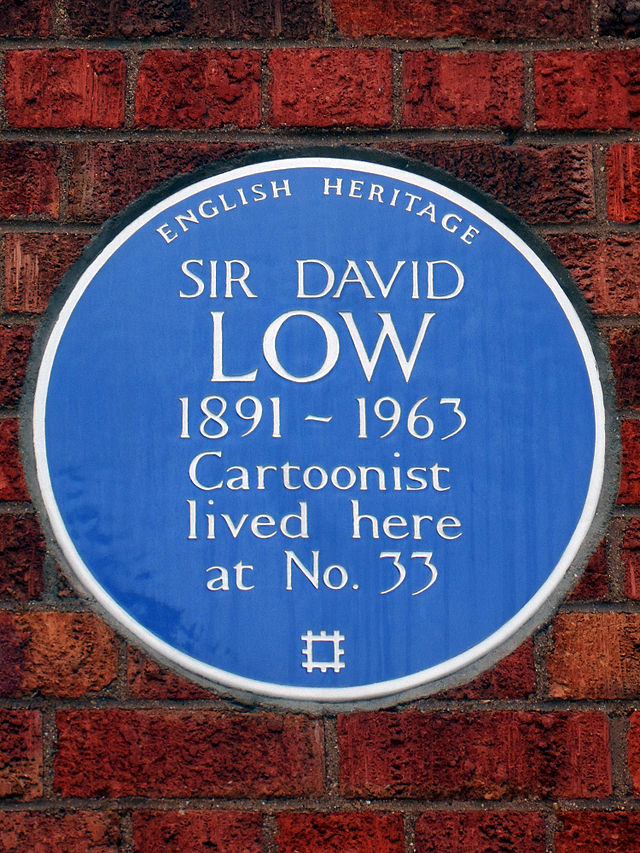 ENGLISH HERITAGE
SIR DAVID
LOW
1891 ~ 1963
Cartoonist
lived here
at No. 33